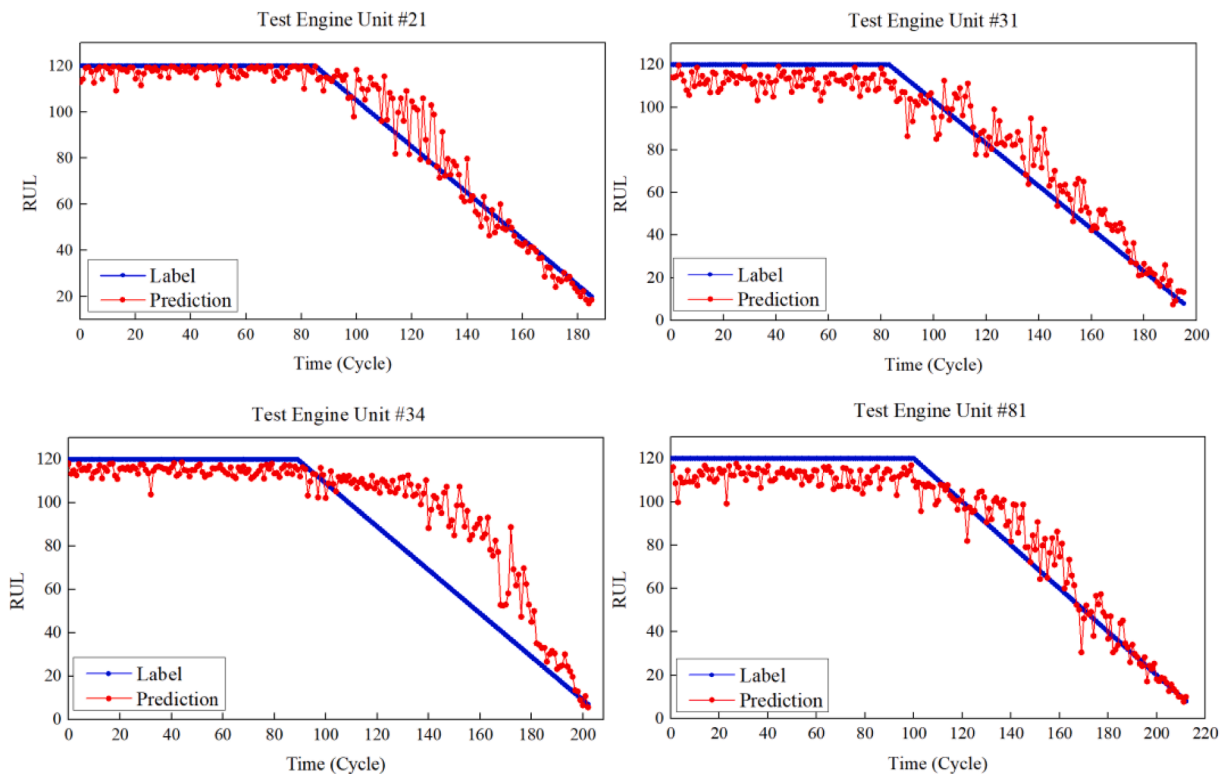 Test Engine Unit #21
RUL
120
100
80
60
40
20
Label
Prediction
0 20 40 60 80 100 120 140 160 180
Time (Cycle)
Test Engine Unit #31
RUL
120
100
80
60
40
20
0
Label
Prediction
0 20 40 60 80 100 120 140 160 180 200
Time (Cycle)
Test Engine Unit #34
RUL
120
100
80
60
40
20
0
Label
Prediction
0 20 40 60 80 100 120 140 160 180 200
Time (Cycle)
Test Engine Unit #81
RUL
120
100
80
60
40
20
0
Label
Prediction
0 20 40 60 80 100 120 140 160 180 200 220
Time (Cycle)